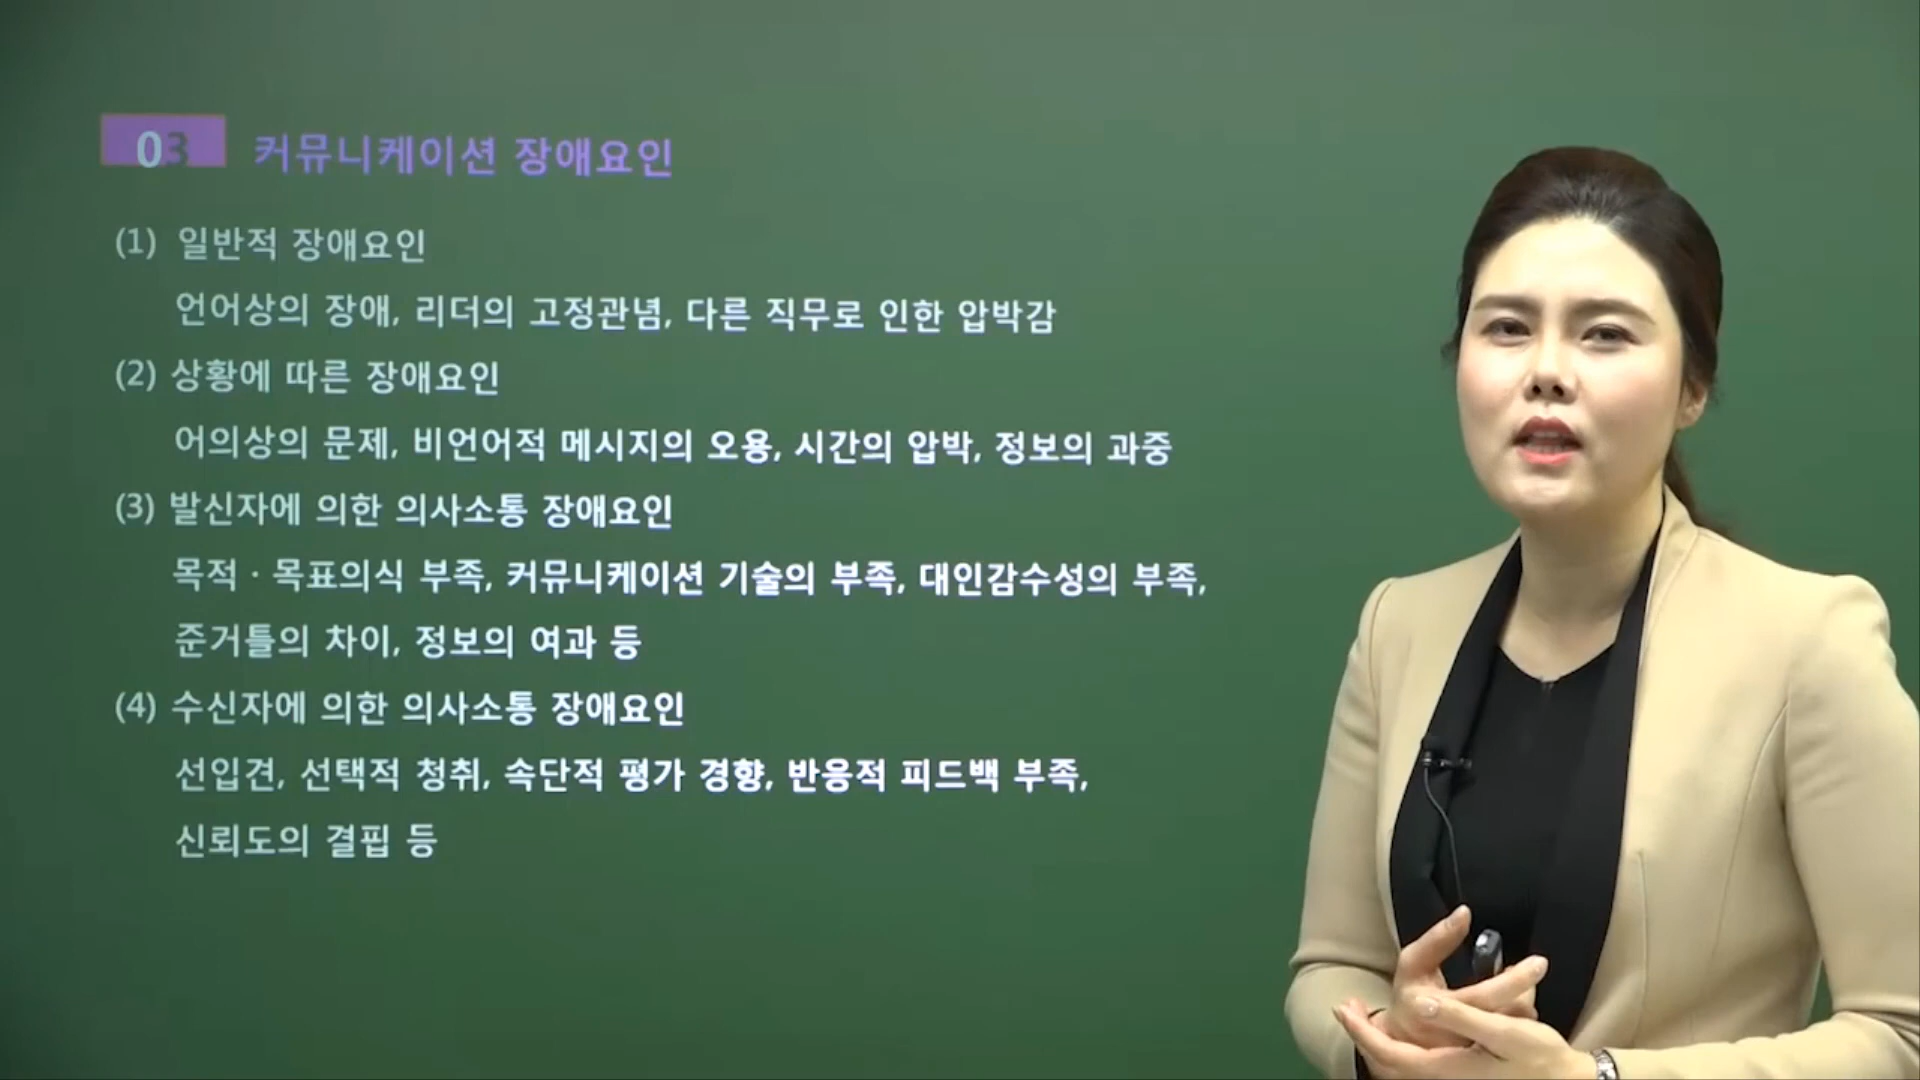 03 커뮤니케이션 장애요인
(1) 일반적 장애요인
언어상의 장애, 리더의 고정관념, 다른 직무로 인한 압박감
(2) 상황에 따른 장애요인
어의상의 문제, 비언어적 메시지의 오용, 시간의 압박, 정보의 과중
(3) 발신자에 의한 의사소통 장애요인
목적 · 목표의식 부족, 커뮤니케이션 기술의 부족, 대인감수성의 부족,
준거틀의 차이, 정보의 여과 등
(4) 수신자에 의한 의사소통 장애요인
선입견, 선택적 청취, 속단적 평가 경향, 반응적 피드백 부족,
신뢰도의 결핍 등